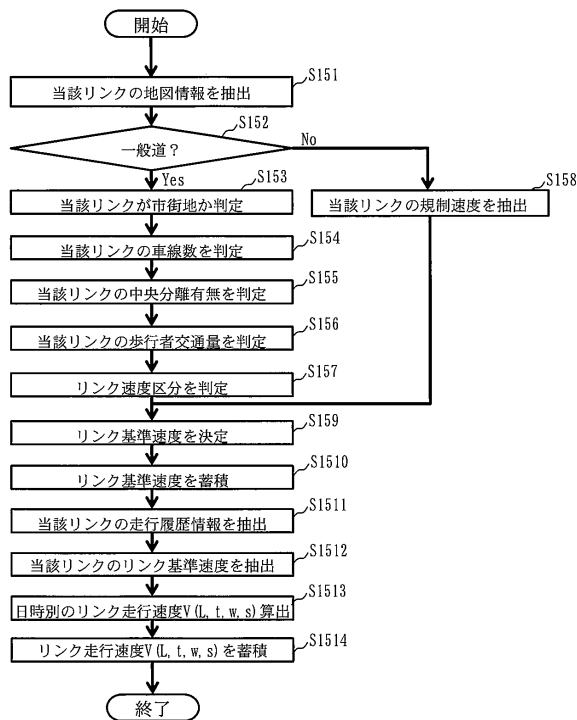 開始
S151
当該リンクの地図情報を抽出
S152
一般道?
No
Yes
S153
当該リンクが市街地か判定
S158
当該リンクの規制速度を抽出
S154
当該リンクの車線数を判定
S155
当該リンクの中央分離有無を判定
S156
当該リンクの歩行者交通量を判定
S157
リンク速度区分を判定
S159
リンク基準速度を決定
S1510
リンク基準速度を蓄積
S1511
当該リンクの走行履歴情報を抽出
S1512
当該リンクのリンク基準速度を抽出
S1513
日時別のリンク走行速度V(L,t,w,s)算出
S1514
リンク走行速度V(L,t,w,s)を蓄積
終了